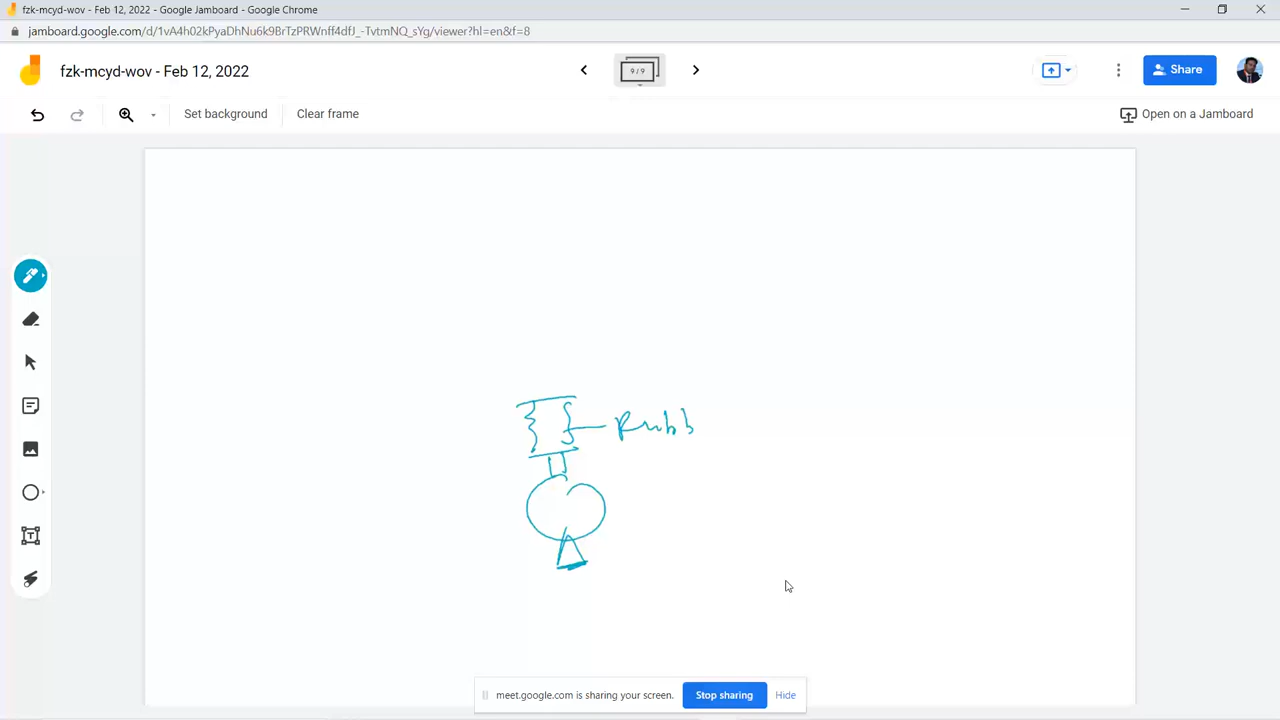 fzk-mcyd-wov - Feb 12, 2022 - Google Jamboard - Google Chrome
jamboard.google.com/d/1vA4h02kPyaDhNu6k9BrTzPRWnff4dfJ_-TvtmNQ_sYg/viewer?hl=en&f=8
fzk-mcyd-wov - Feb 12, 2022
9/9
Share
Set background
Clear frame
Open on a Jamboard
Rubb
meet.google.com is sharing your screen.
Stop sharing
Hide